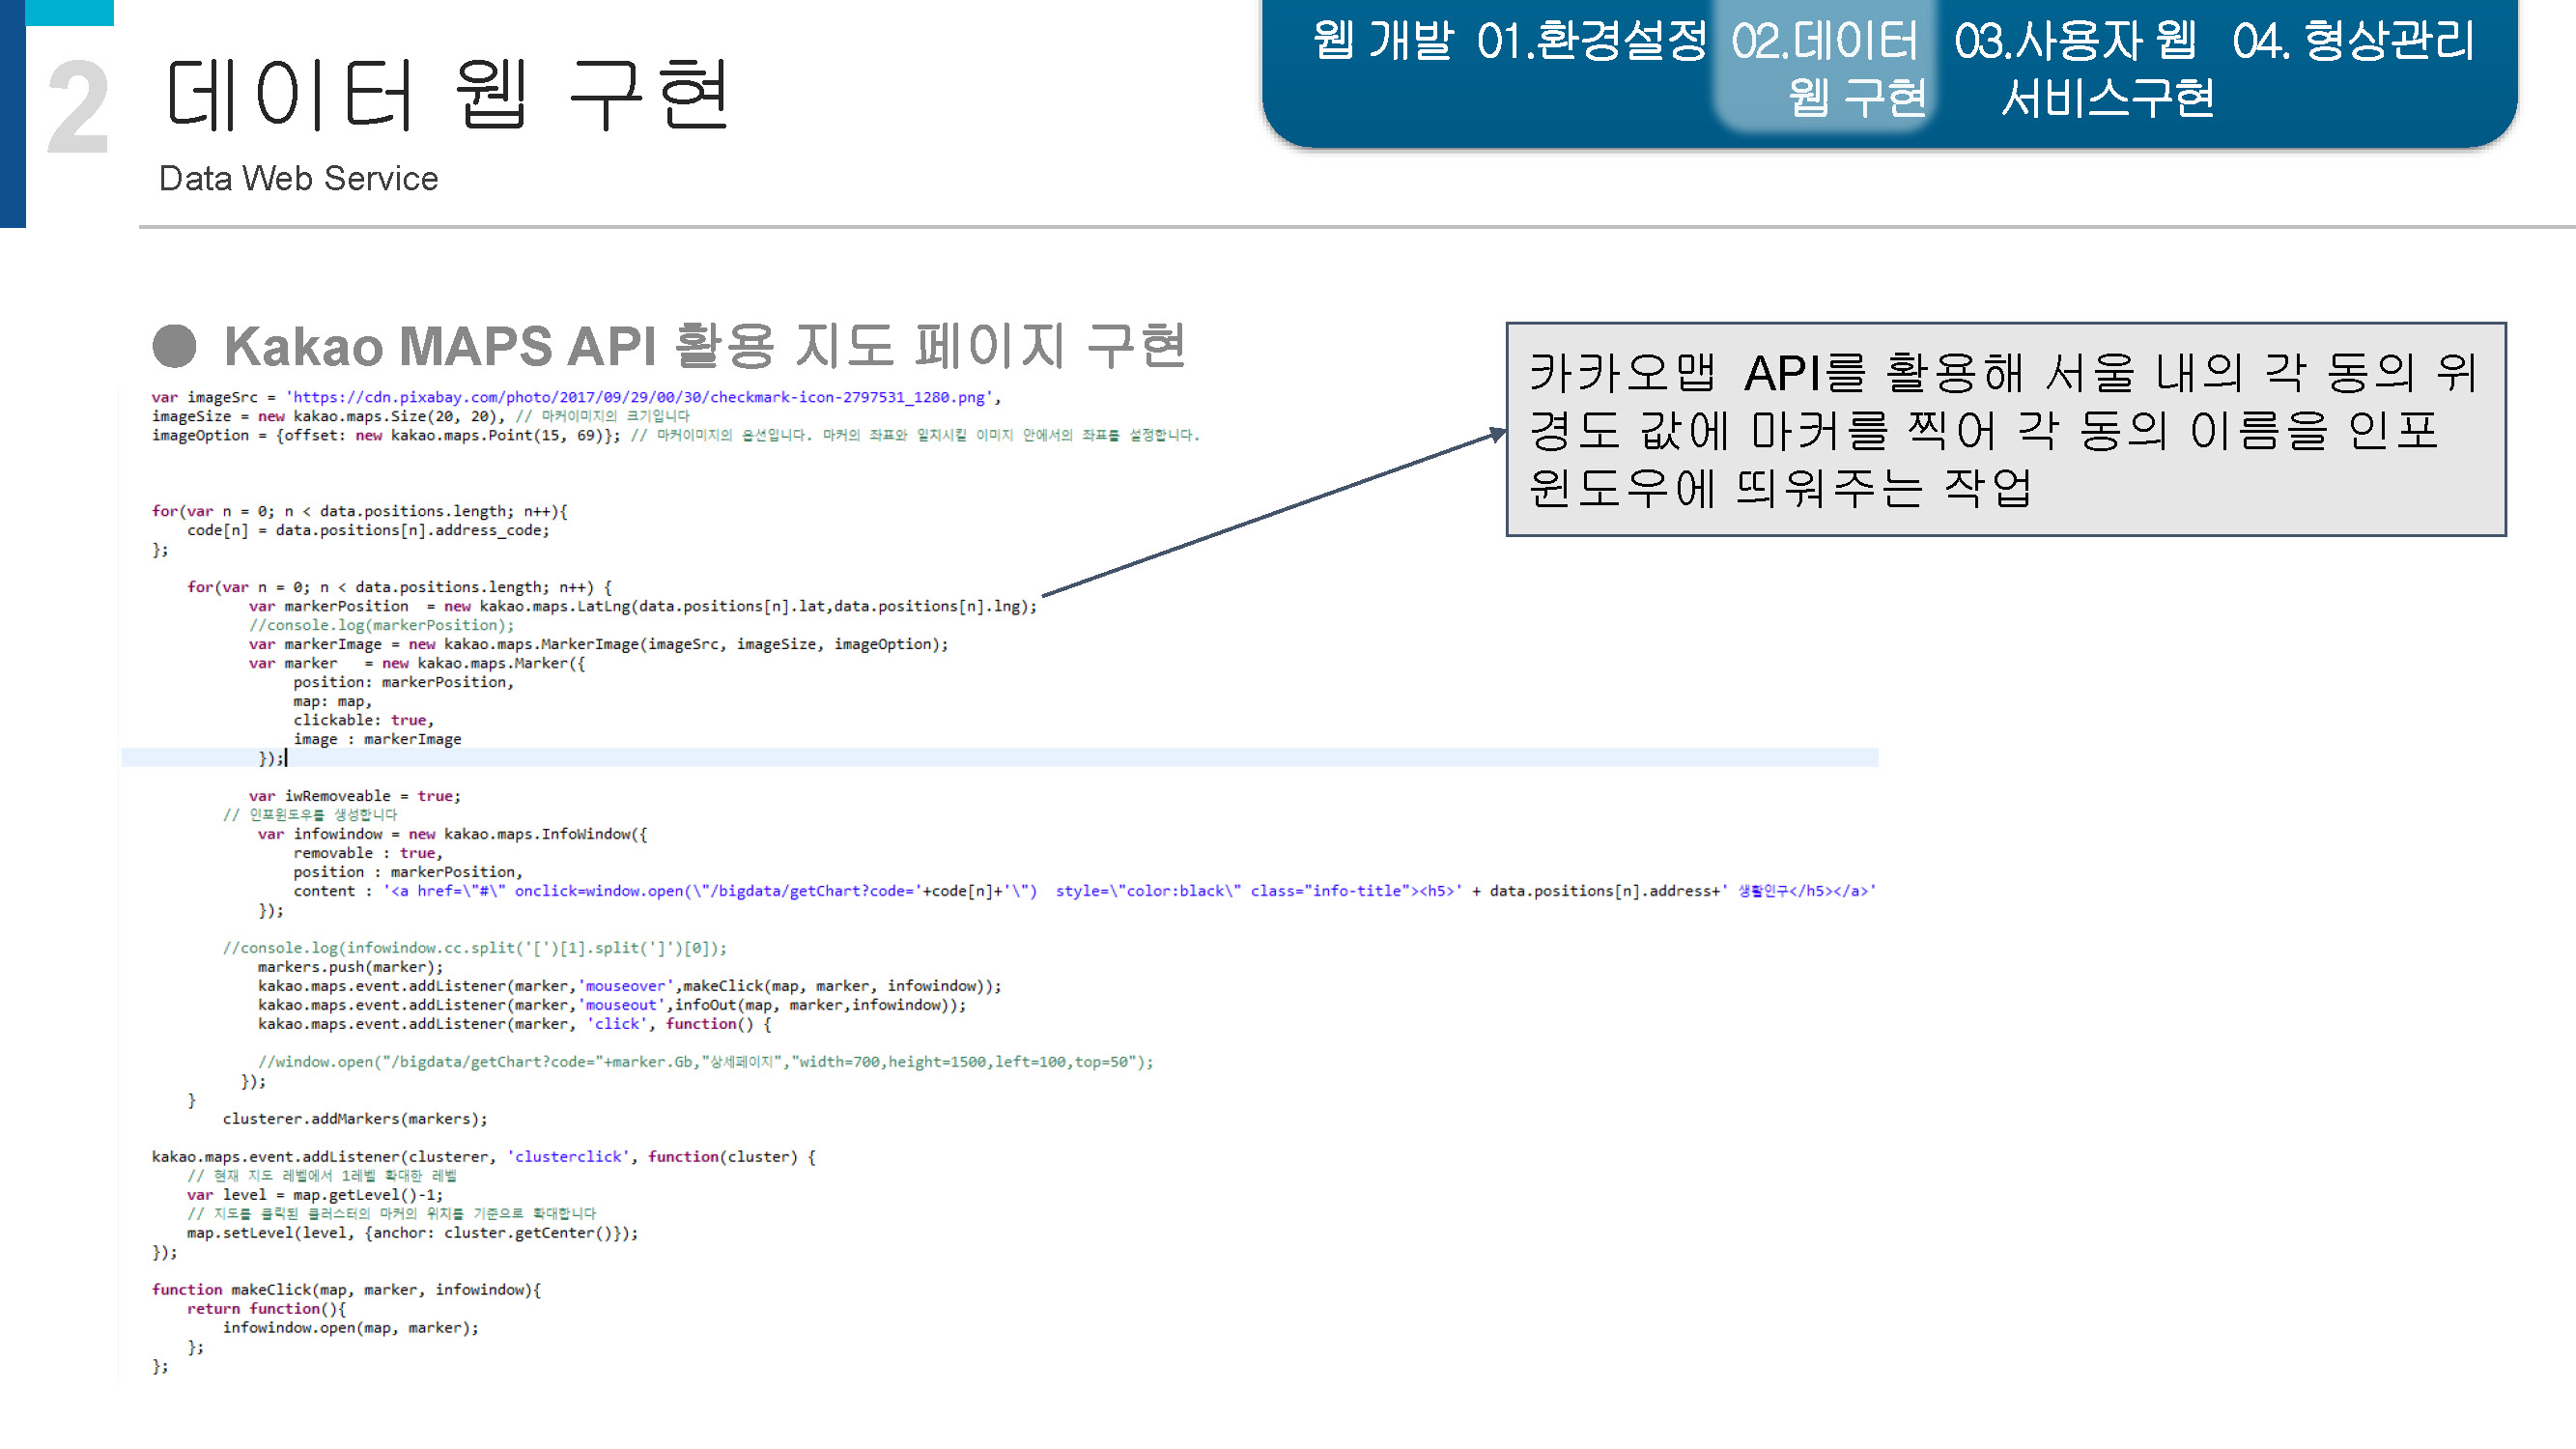 2
데이터 웹 구현
Data Web Service
웹 개발 01.환경설정 02.데이터 03.사용자 웹 04. 형상관리
웹 구현 서비스구현
● Kakao MAPS API 활용 지도 페이지 구현
카카오맵 API를 활용해 서울 내의 각 동의 위
경도 값에 마커를 찍어 각 동의 이름을 인포
윈도우에 띄워주는 작업
var imageSrc = 'https://cdn.pixabay.com/photo/2017/09/29/00/30/checkmark-icon-2797531_1280.png',
imageSize = new kakao.maps.Size(20, 20), // 마커이미지의 크기입니다
imageOption = {offset: new kakao.maps.Point(15, 69)}; // 마커이미지의 옵션입니다. 마커의 좌표와 일치시킬 이미지 안에서의 좌표를 설정합니다.
for(var n = 0; n < data.positions.length; n++){
code[n] = data.positions[n].address_code;
};
for(var n = 0; n < data.positions.length; n++) {
var markerPosition = new kakao.maps.LatLng(data.positions[n].lat,data.positions[n].lng);
//console.log(markerPosition);
var markerImage = new kakao.maps.MarkerImage(imageSrc, imageSize, imageOption);
var marker = new kakao.maps.Marker({
position: markerPosition,
map: map,
clickable: true,
image : markerImage
});
var iwRemoveable = true;
// 인포윈도우를 생성합니다
var infowindow = new kakao.maps.InfoWindow({
removable : true,
position : markerPosition,
content : '<a href=\"#\" onclick=window.open(\"/bigdata/getChart?code='+code[n]+'\") style=\"color:black\" class="info-title"><h5>' + data.positions[n].address+' 생활인구</h5></a>'
});
//console.log(infowindow.cc.split('[')[1].split(']')[0]);
markers.push(marker);
kakao.maps.event.addListener(marker,'mouseover',makeClick(map, marker, infowindow));
kakao.maps.event.addListener(marker,'mouseout',infoOut(map, marker,infowindow));
kakao.maps.event.addListener(marker, 'click', function() {
//window.open("/bigdata/getChart?code="+marker.Gb,"상세페이지","width=700,height=1500,left=100,top=50");
});
}
clusterer.addMarkers(markers);
kakao.maps.event.addListener(clusterer, 'clusterclick', function(cluster) {
// 현재 지도 레벨에서 1레벨 확대한 레벨
var level = map.getLevel()-1;
// 지도를 클릭된 클러스터의 마커의 위치를 기준으로 확대합니다
map.setLevel(level, {anchor: cluster.getCenter()});
});
function makeClick(map, marker, infowindow){
return function(){
infowindow.open(map, marker);
};
};